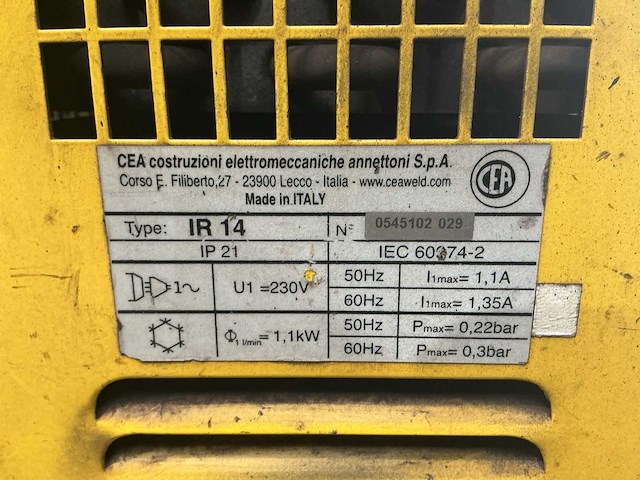 CEA costruzioni elettromeccaniche annettoni S.p.A.
Corso E. Filiberto,27 - 23900 Lecco - Italia - www.ceaweld.com
Made in ITALY
CEA
Type: IR 14 N° 0545102 029
IP 21 IEC 60974-2
1~ U1 =230V 50Hz I1max= 1,1A
60Hz I1max= 1,35A
Φ1 l/min= 1,1kW 50Hz Pmax= 0,22bar
60Hz Pmax= 0,3bar